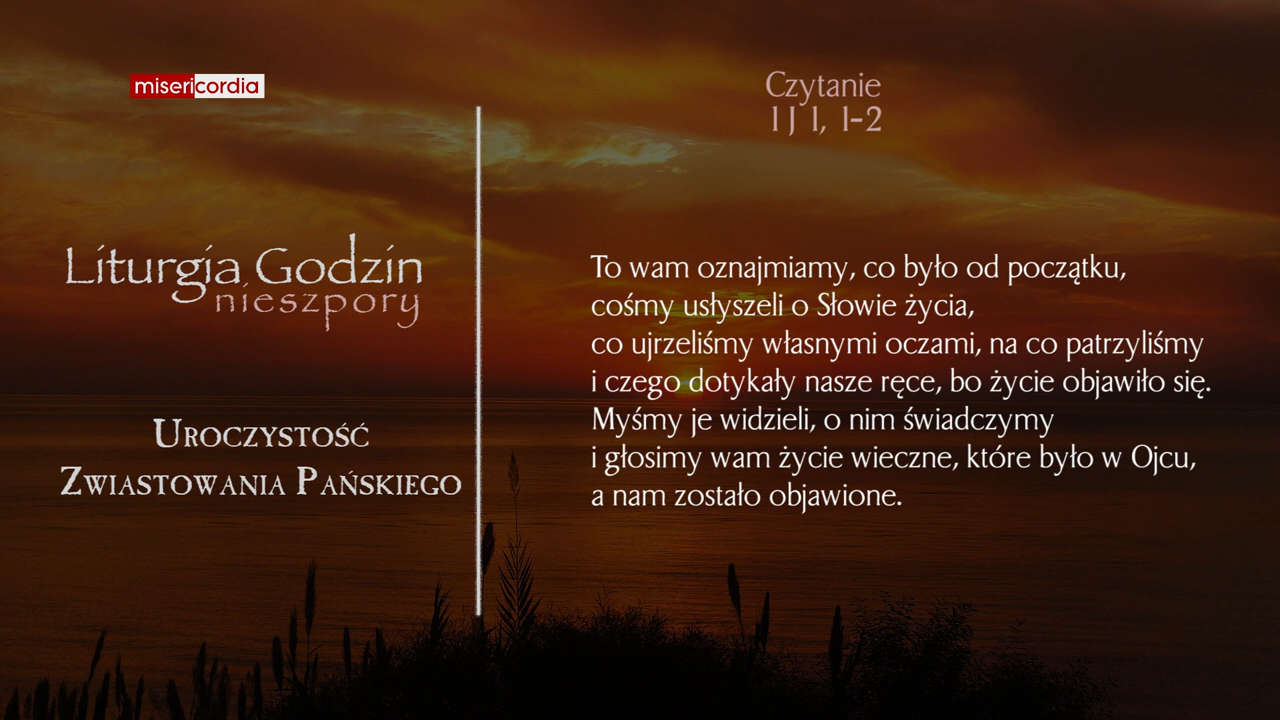 misericordia
Liturgia Godzin
nieszpory
Uroczystość
Zwiastowania Pańskiego
Czytanie
1 J 1, 1-2
To wam oznajmiamy, co było od początku,
cośmy usłyszeli o Słowie życia,
co ujrzeliśmy własnymi oczami, na co patrzyliśmy
i czego dotykały nasze ręce, bo życie objawiło się.
Myśmy je widzieli, o nim świadczymy
i głosimy wam życie wieczne, które było w Ojcu,
a nam zostało objawione.